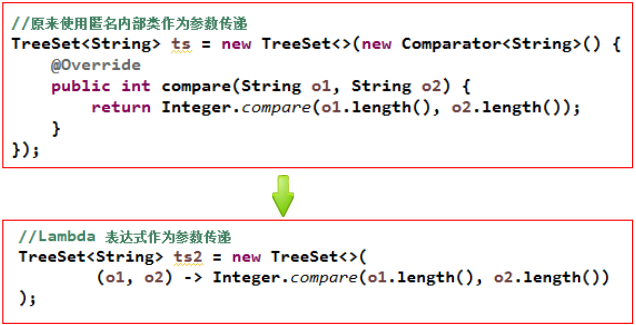 //原来使用匿名内部类作为参数传递
TreeSet<String> ts = new TreeSet<>(new Comparator<String>() {
@Override
public int compare(String o1, String o2) {
return Integer.compare(o1.length(), o2.length());
}
});
//Lambda 表达式作为参数传递
TreeSet<String> ts2 = new TreeSet<>(
(o1, o2) -> Integer.compare(o1.length(), o2.length())
);